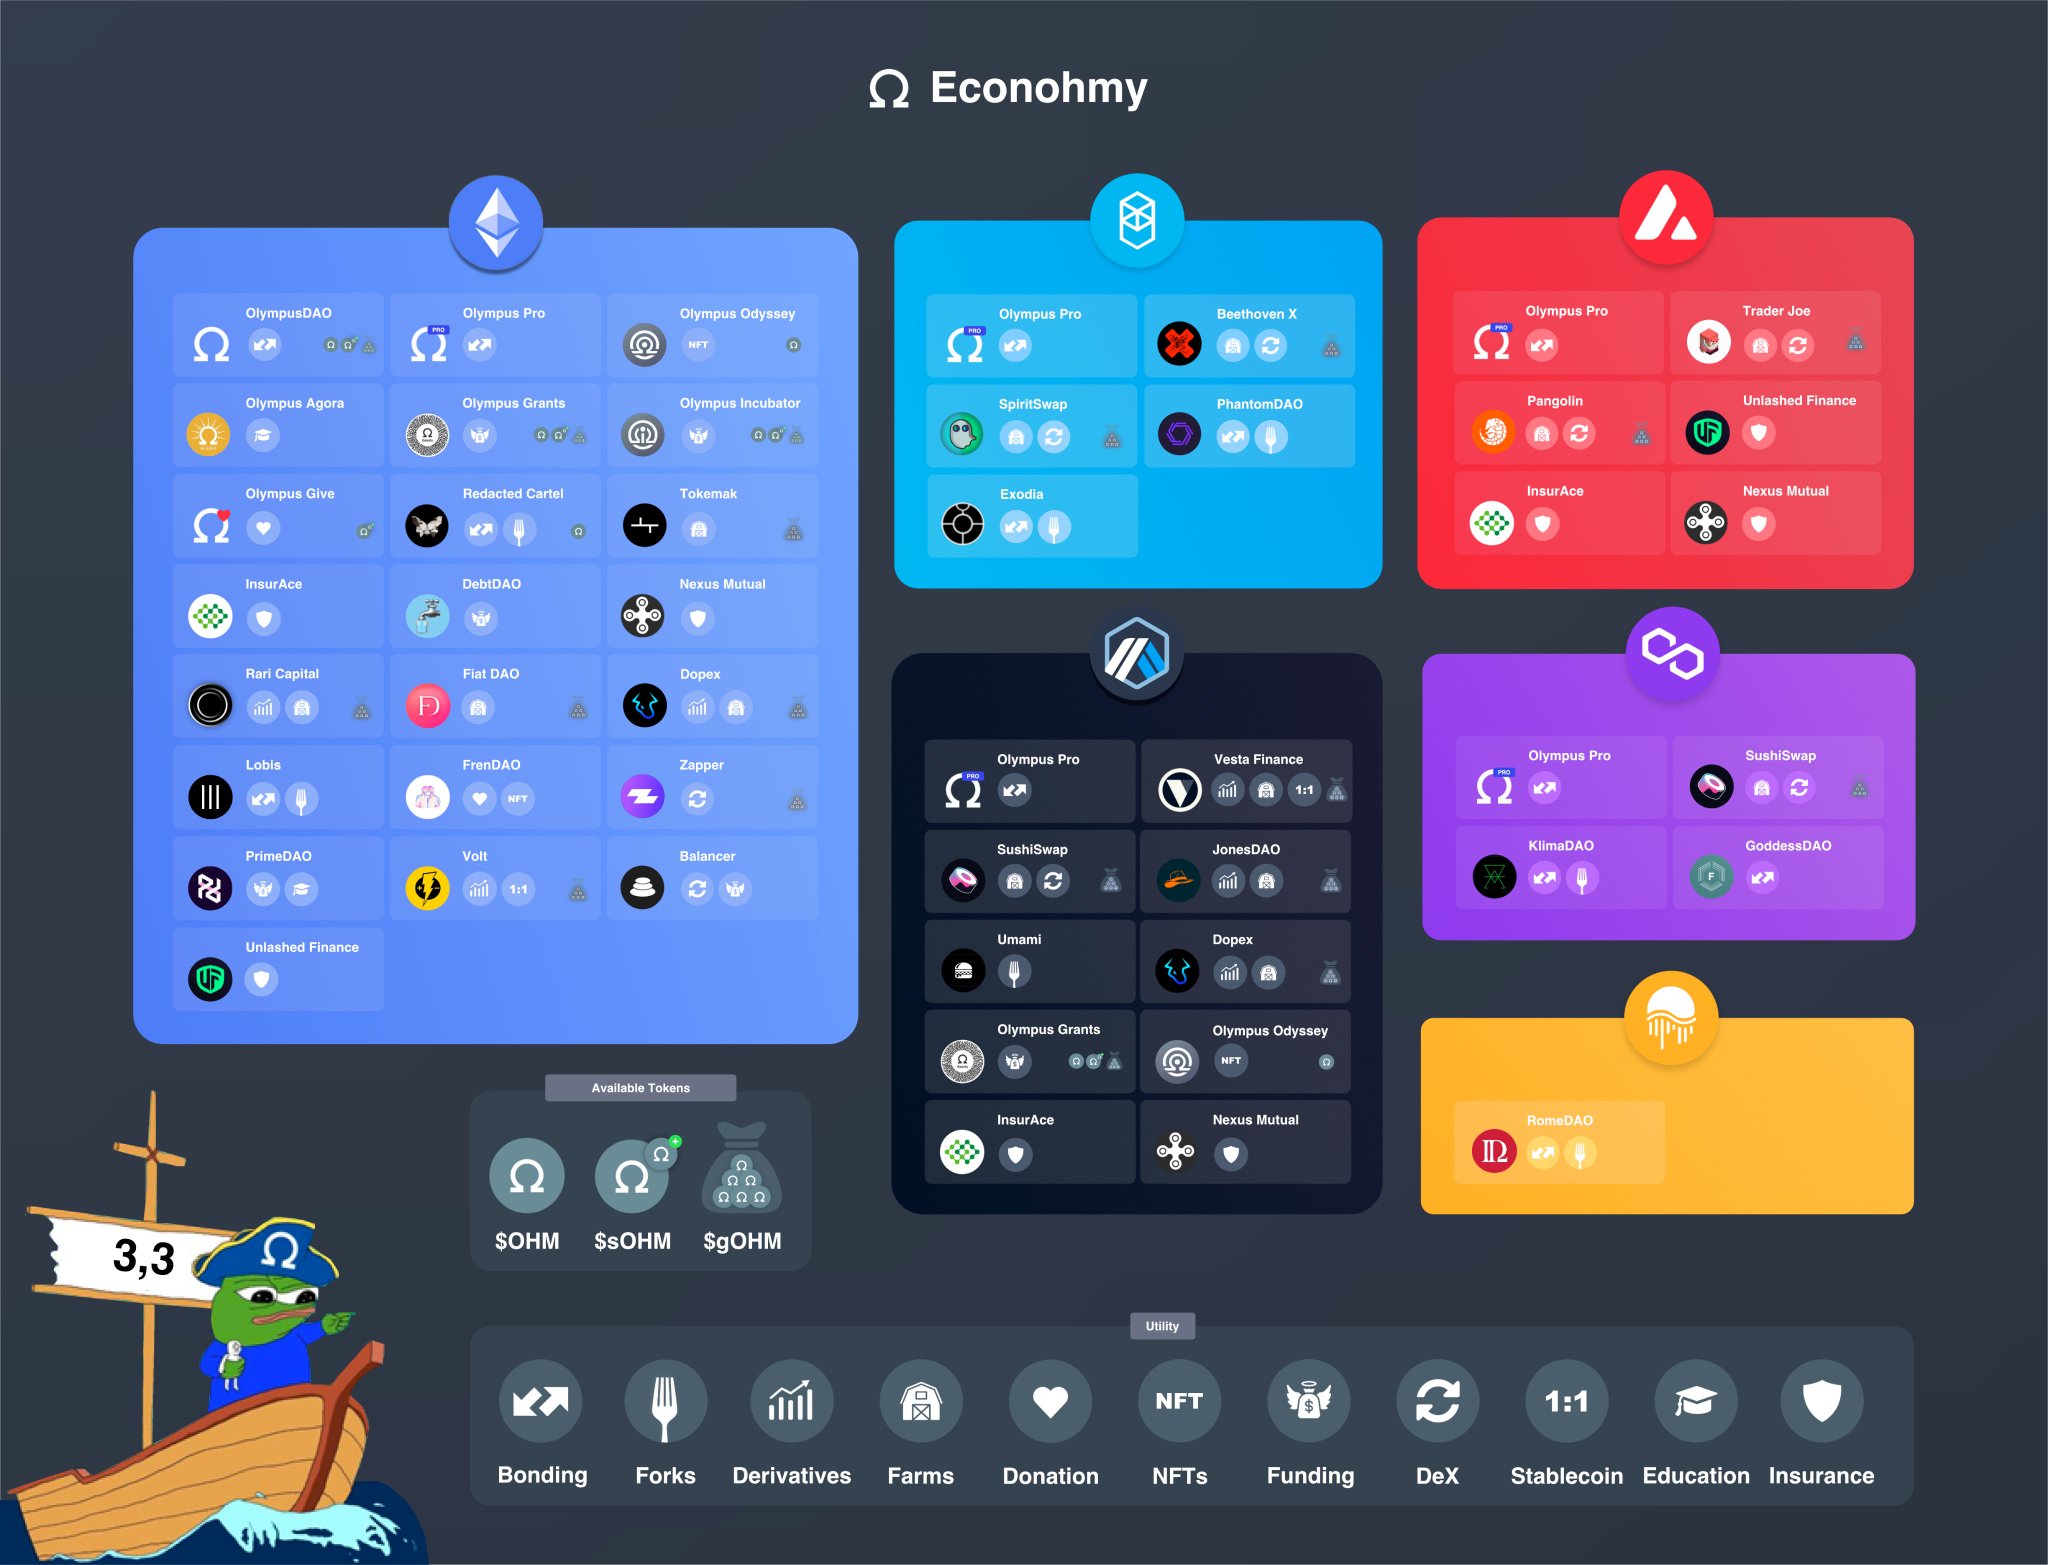 Ω Econohmy
OlympusDAO
Olympus Pro
PRO
Olympus Odyssey
NFT
Olympus Agora
Olympus Grants
Olympus Incubator
Olympus Give
Redacted Cartel
Tokemak
InsurAce
DebtDAO
Nexus Mutual
Rari Capital
Fiat DAO
Dopex
Lobis
FrenDAO
NFT
Zapper
PrimeDAO
Volt
1:1
Balancer
Unlashed Finance
Olympus Pro
PRO
Beethoven X
SpiritSwap
PhantomDAO
Exodia
Olympus Pro
PRO
Trader Joe
Pangolin
Unlashed Finance
InsurAce
Nexus Mutual
Olympus Pro
PRO
Vesta Finance
1:1
SushiSwap
JonesDAO
Umami
Dopex
Olympus Grants
Olympus Odyssey
NFT
InsurAce
Nexus Mutual
Olympus Pro
PRO
SushiSwap
KlimaDAO
GoddessDAO
RomeDAO
Available Tokens
$OHM $sOHM $gOHM
3,3
Utility
NFT 1:1
Bonding Forks Derivatives Farms Donation NFTs Funding DeX Stablecoin Education Insurance